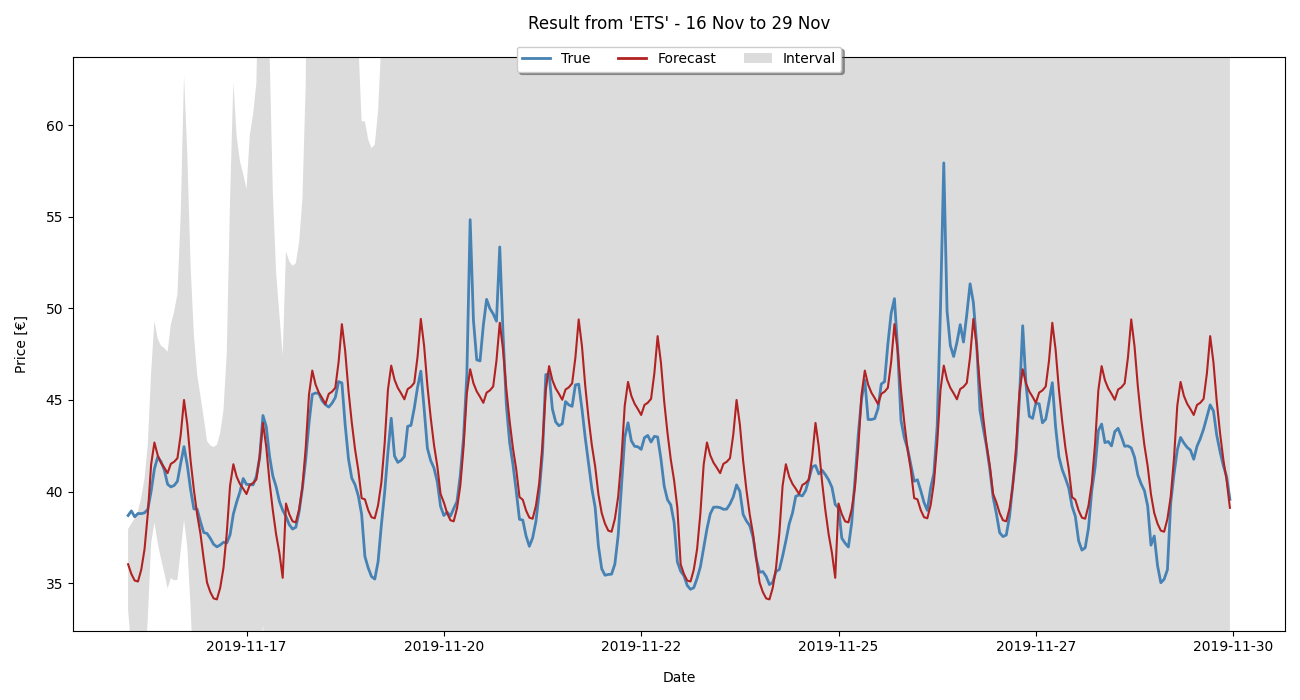 Result from 'ETS' - 16 Nov to 29 Nov
True Forecast Interval
60
55
50
45
40
35
Price [€]
2019-11-17 2019-11-20 2019-11-22 2019-11-25 2019-11-27 2019-11-30
Date